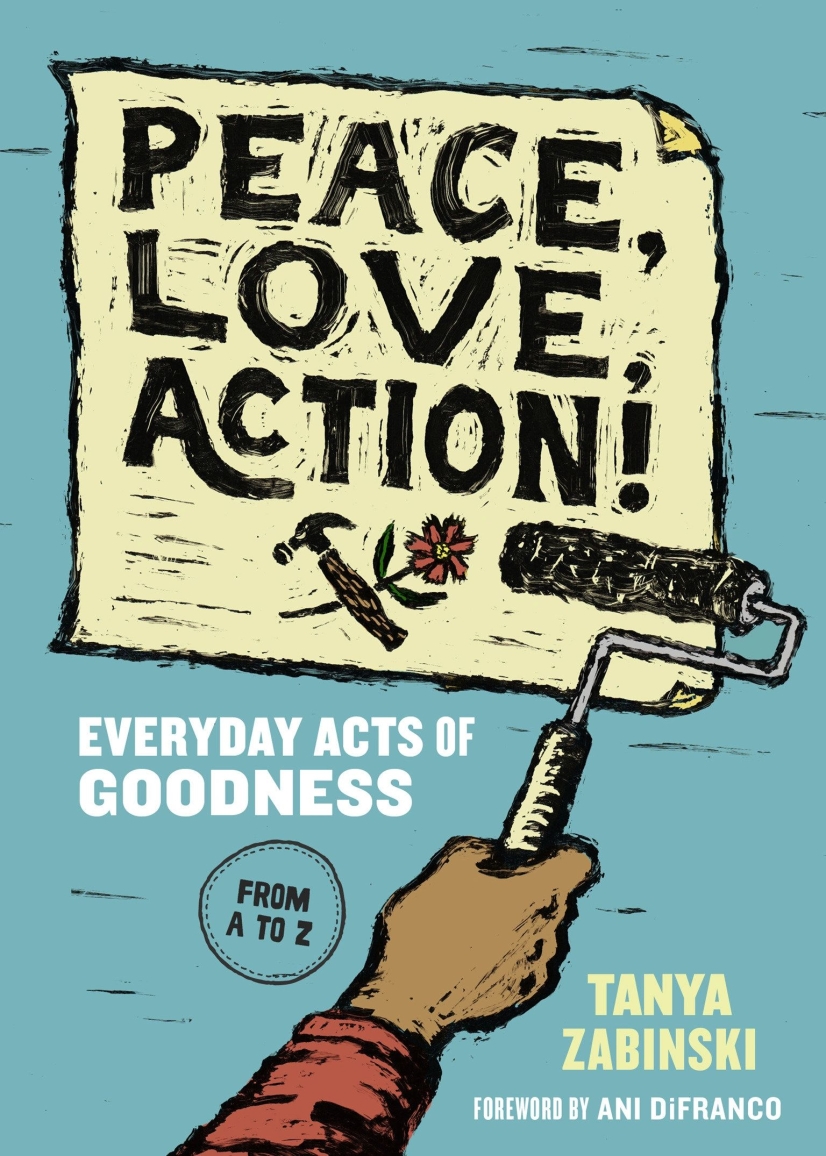 PEACE,
LOVE,
ACTION!
EVERYDAY ACTS OF
GOODNESS
FROM
A TO Z
TANYA
ZABINSKI
FOREWORD BY ANI DiFRANCO